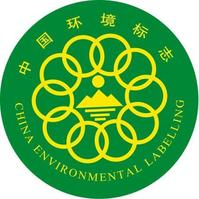 中国环境标志
CHINA ENVIRONMENTAL LABELLING